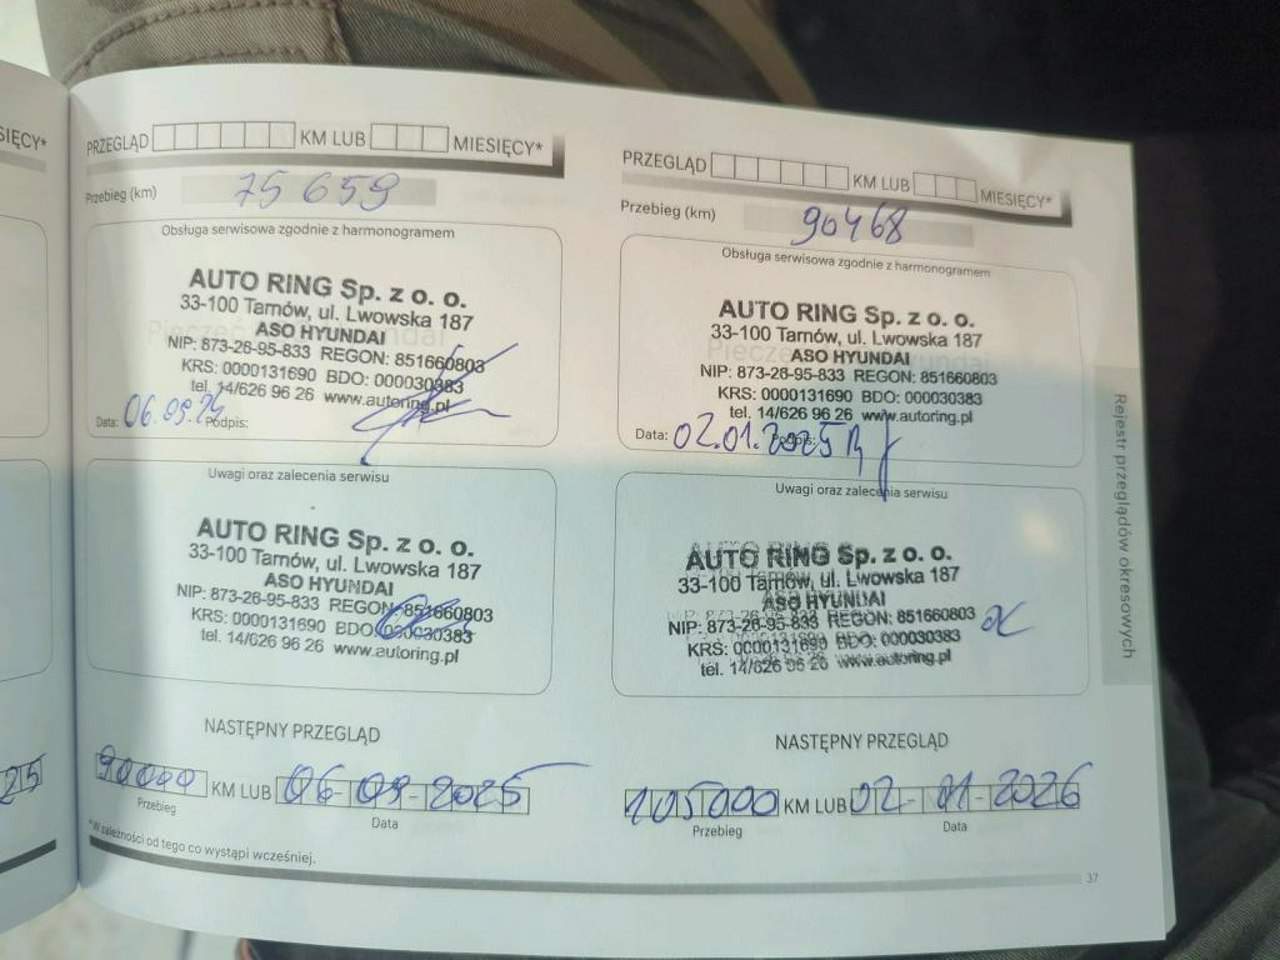 SIĘCY*
25
PRZEGLĄD KM LUB MIESIĘCY*
Przebieg (km) 75 659
Obsługa serwisowa zgodnie z harmonogramem
AUTO RING Sp. z o. o.
33-100 Tarnów, ul. Lwowska 187
ASO HYUNDAI
NIP: 873-26-95-833 REGON: 851660803
KRS: 0000131690 BDO: 000030383
tel. 14/626 96 26 www.autoring.pl
Data: 06.09.24 Podpis:
Uwagi oraz zalecenia serwisu
AUTO RING Sp. z o. o.
33-100 Tarnów, ul. Lwowska 187
ASO HYUNDAI
NIP: 873-26-95-833 REGON: 851660803
KRS: 0000131690 BDO: 000030383
tel. 14/626 96 26 www.autoring.pl
NASTĘPNY PRZEGLĄD
90000 KM LUB 06-09-2025
Przebieg Data
*W zależności od tego co wystąpi wcześniej.
PRZEGLĄD KM LUB MIESIĘCY*
Przebieg (km) 90468
Obsługa serwisowa zgodnie z harmonogramem
AUTO RING Sp. z o. o.
33-100 Tarnów, ul. Lwowska 187
ASO HYUNDAI
NIP: 873-26-95-833 REGON: 851660803
KRS: 0000131690 BDO: 000030383
tel. 14/626 96 26 www.autoring.pl
Data: 02.01.2025 Podpis:
Uwagi oraz zalecenia serwisu
AUTO RING Sp. z o. o.
33-100 Tarnów, ul. Lwowska 187
ASO HYUNDAI
NIP: 873-26-95-833 REGON: 851660803
KRS: 0000131690 BDO: 000030383
tel. 14/626 96 26 www.autoring.pl
NASTĘPNY PRZEGLĄD
105000 KM LUB 02-01-2026
Przebieg Data
37
Rejestr przeglądów okresowych